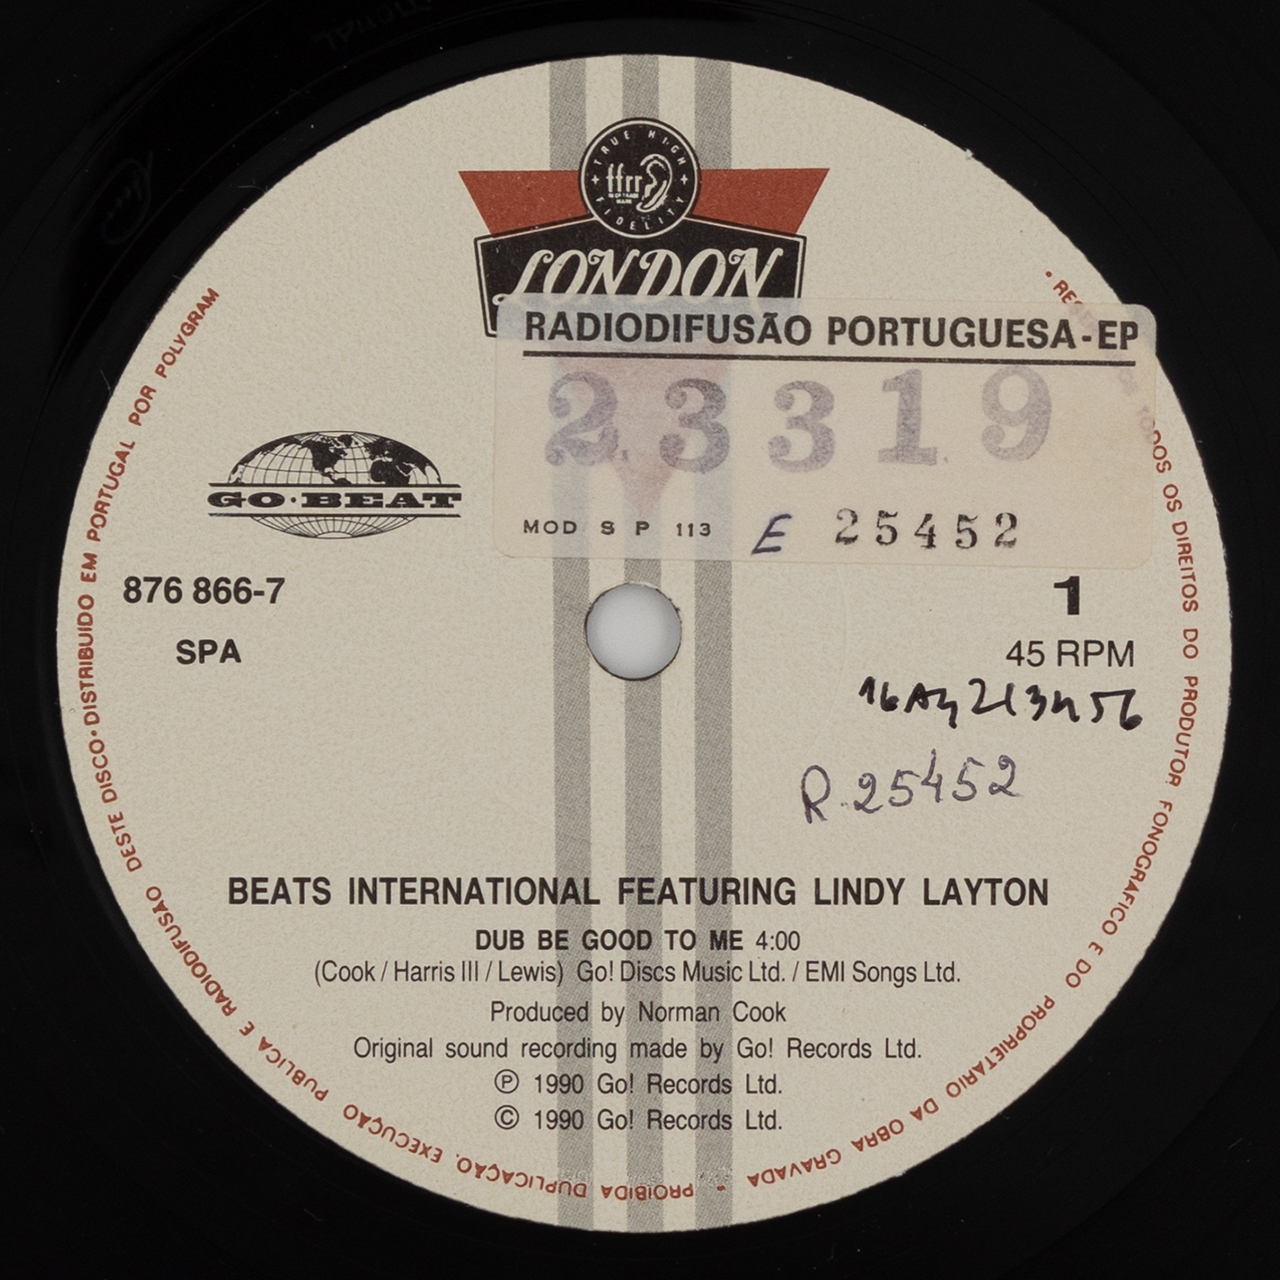 TRUE HIGH
ffrr
FIDELITY
LONDON
RADIODIFUSÃO PORTUGUESA-EP
23319
MOD S P 113 E 25452
GO·BEAT
876 866-7
SPA
1
45 RPM
R.25452
BEATS INTERNATIONAL FEATURING LINDY LAYTON
DUB BE GOOD TO ME 4:00
(Cook / Harris III / Lewis) Go! Discs Music Ltd. / EMI Songs Ltd.
Produced by Norman Cook
Original sound recording made by Go! Records Ltd.
℗ 1990 Go! Records Ltd.
© 1990 Go! Records Ltd.
OS DIREITOS DO PRODUTOR FONOGRAFICO E DO PROPRIETARIO DA OBRA GRAVADA • PROIBIDA DUPLICAÇÃO, EXECUÇÃO PUBLICA E RADIODIFUSÃO DESTE DISCO • DISTRIBUIDO EM PORTUGAL POR POLYGRAM